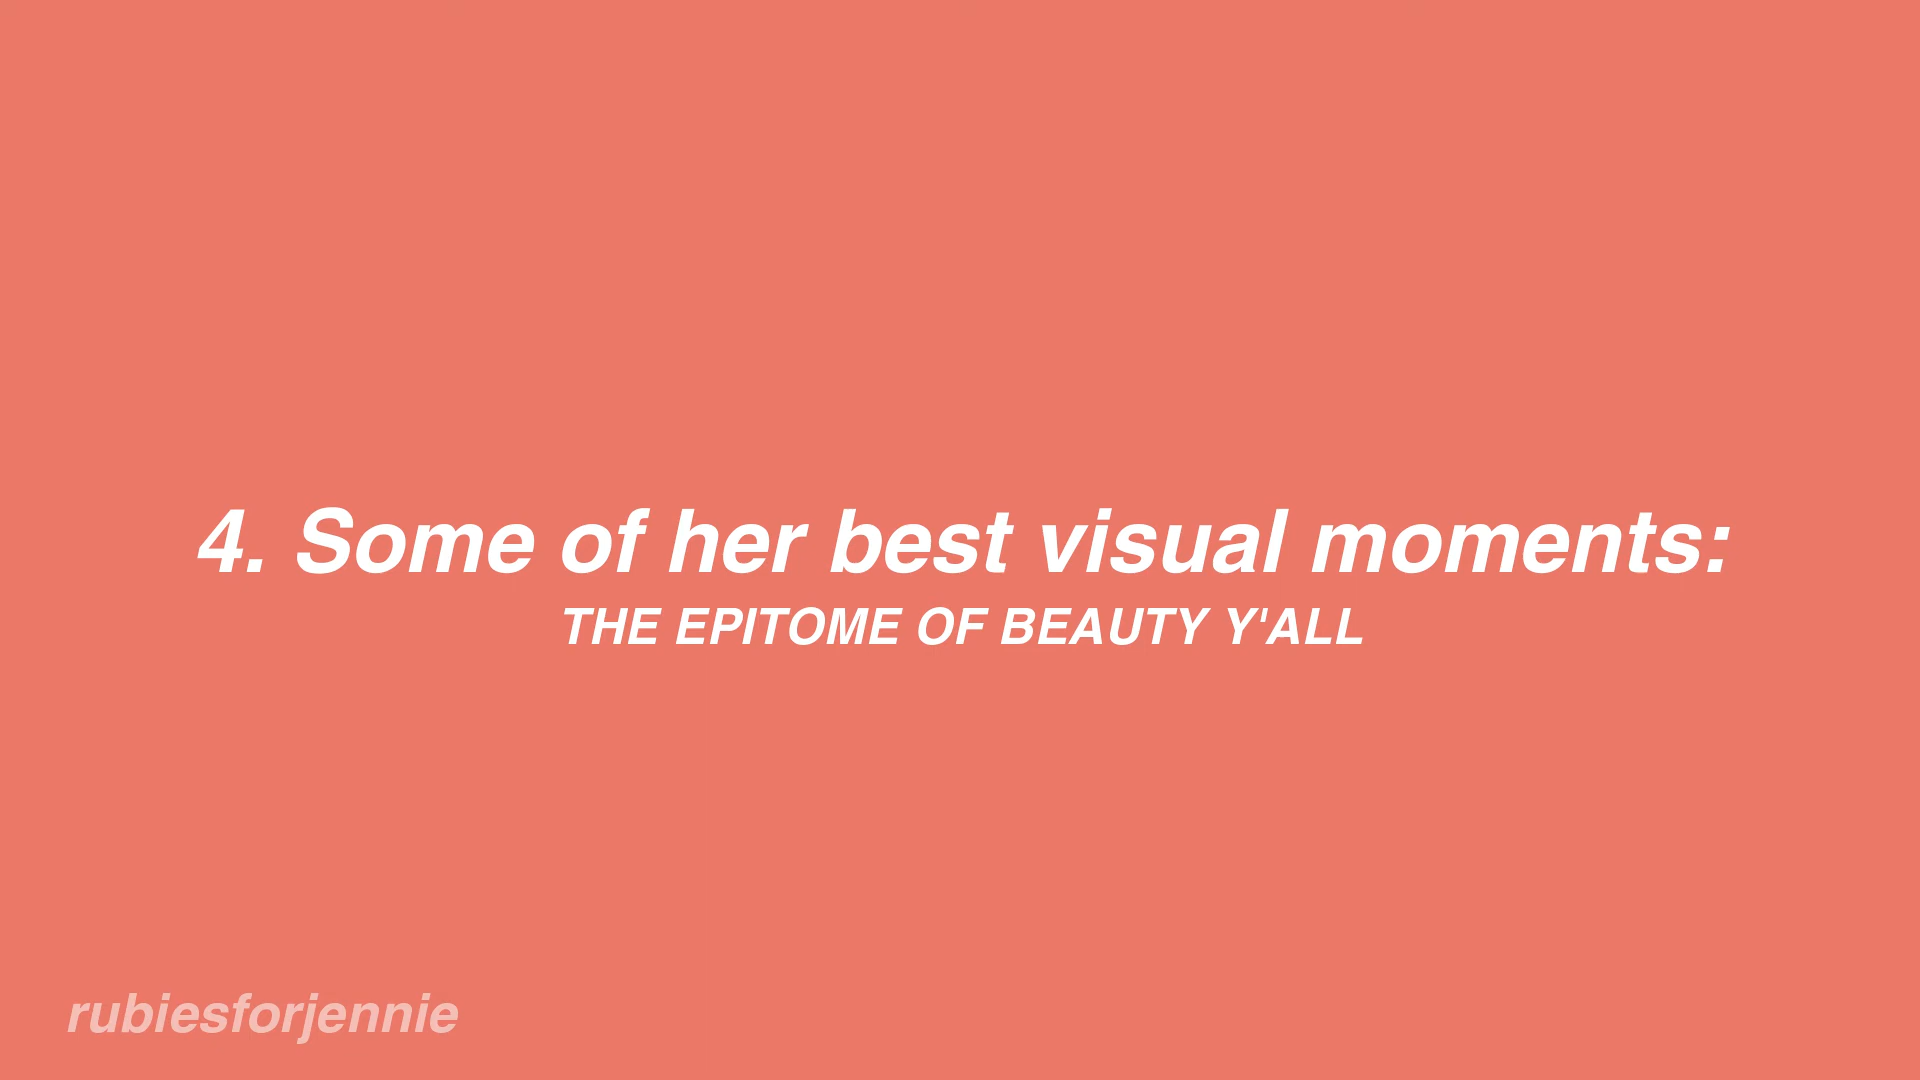 4. Some of her best visual moments:
THE EPITOME OF BEAUTY Y'ALL
rubiesforjennie